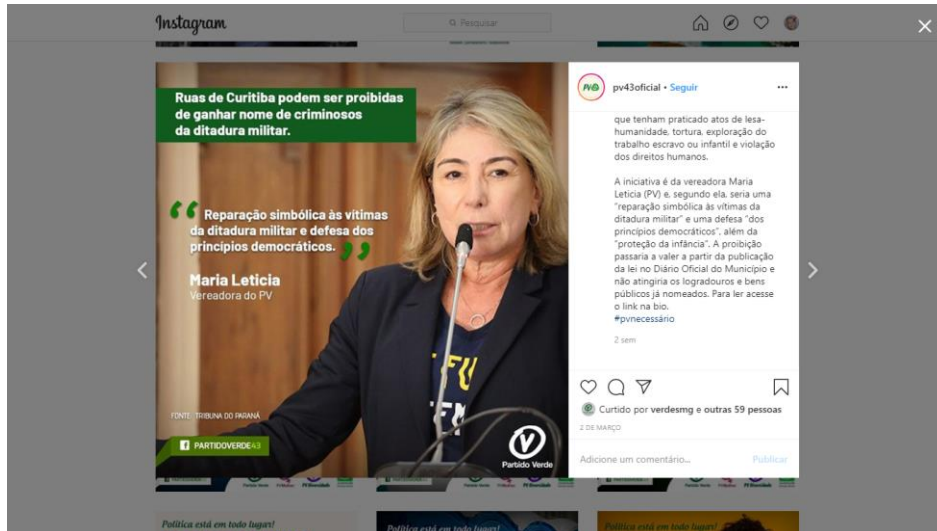 Instagram
Pesquisar
Ruas de Curitiba podem ser proibidas
de ganhar nome de criminosos
da ditadura militar.
Reparação simbólica às vítimas
da ditadura militar e defesa dos
princípios democráticos.
Maria Leticia
Vereadora do PV
FONTE: TRIBUNA DO PARANÁ
PARTIDOVERDE43
Partido Verde
pv43oficial • Seguir
que tenham praticado atos de lesa-
humanidade, tortura, exploração do
trabalho escravo ou infantil e violação
dos direitos humanos.
A iniciativa é da vereadora Maria
Leticia (PV) e, segundo ela, seria uma
"reparação simbólica às vítimas da
ditadura militar" e uma defesa "dos
princípios democráticos", além da
"proteção da infância". A proibição
passaria a valer a partir da publicação
da lei no Diário Oficial do Município e
não atingiria os logradouros e bens
públicos já nomeados. Para ler acesse
o link na bio.
#pvnecessário
2 sem
Curtido por verdesmg e outras 59 pessoas
2 DE MARÇO
Adicione um comentário...
Publicar
Política está em todo lugar!
Política está em todo lugar!
Política está em todo lugar!